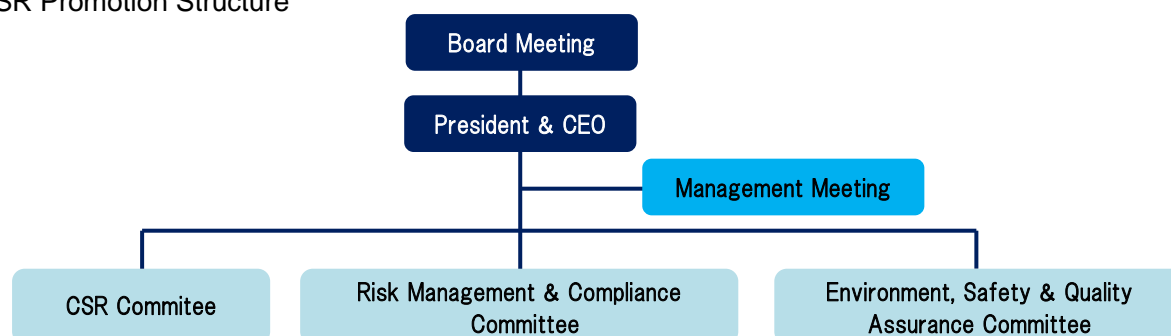 SR Promotion Structure
Board Meeting
President & CEO
Management Meeting
CSR Commitee
Risk Management & Compliance
Committee
Environment, Safety & Quality
Assurance Committee